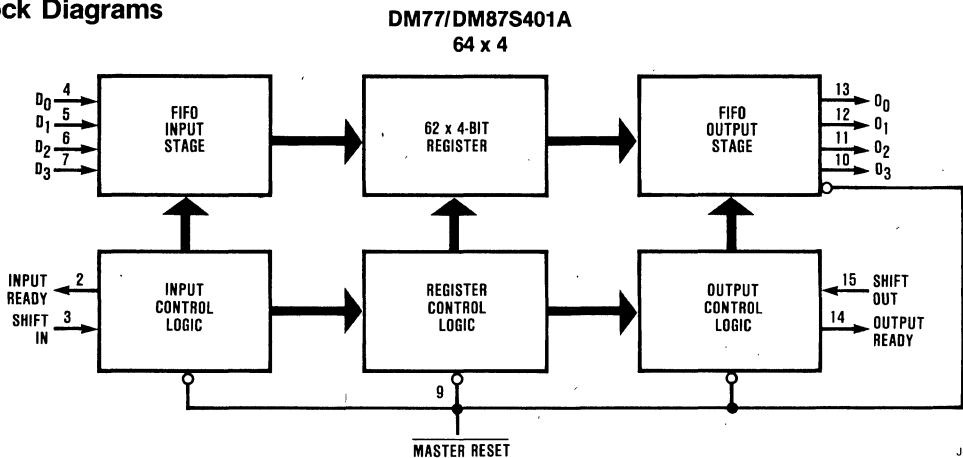 ock Diagrams
DM77/DM87S401A
64 x 4
D0 4
D1 5
D2 6
D3 7
FIFO
INPUT
STAGE
62 x 4-BIT
REGISTER
FIFO
OUTPUT
STAGE
13 O0
12 O1
11 O2
10 O3
INPUT
READY
2
SHIFT
IN
3
INPUT
CONTROL
LOGIC
REGISTER
CONTROL
LOGIC
OUTPUT
CONTROL
LOGIC
15 SHIFT
OUT
14 OUTPUT
READY
9
MASTER RESET
J